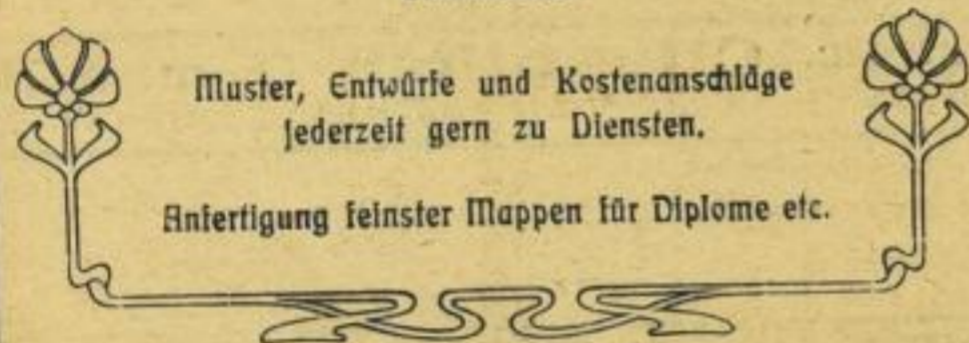 Muster, Entwürfe und Kostenanschläge
jederzeit gern zu Diensten.
Anfertigung feinster Mappen für Diplome etc.